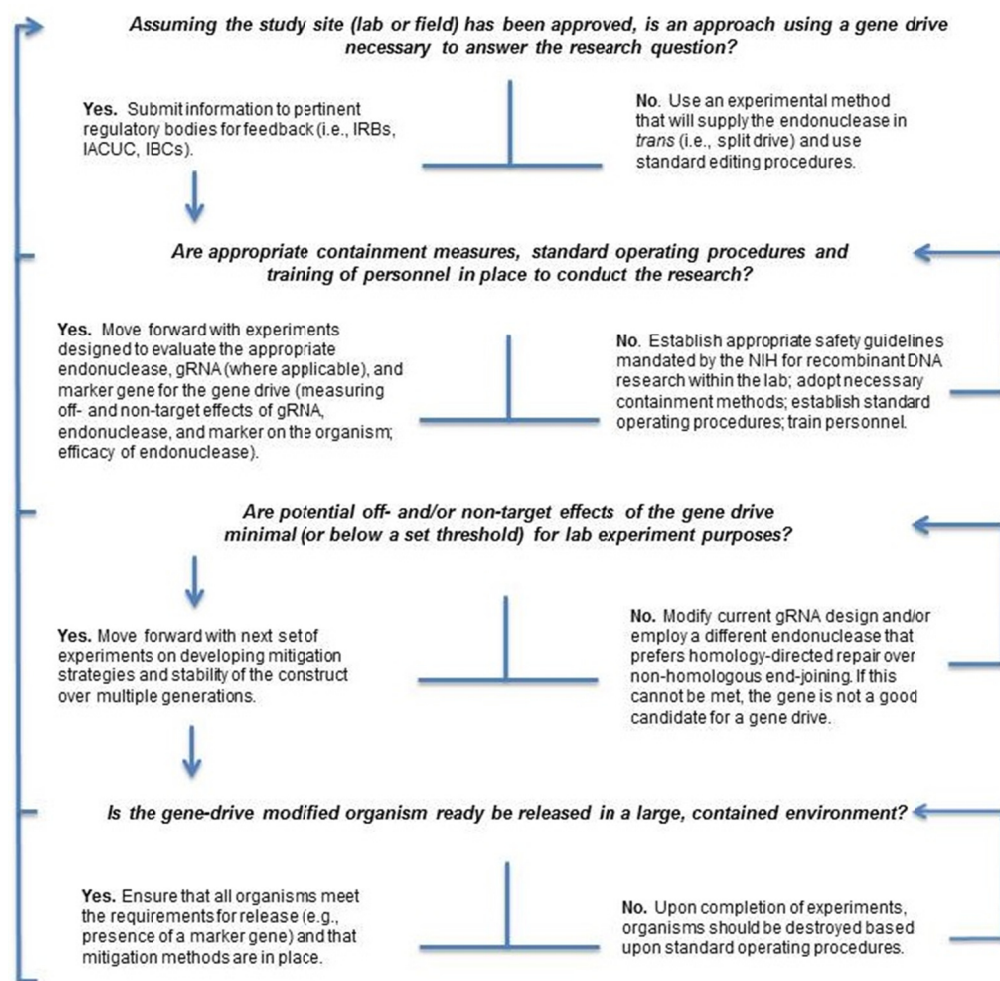 Assuming the study site (lab or field) has been approved, is an approach using a gene drive
necessary to answer the research question?
Yes. Submit information to pertinent
regulatory bodies for feedback (i.e., IRBs,
IACUC, IBCs).
No. Use an experimental method
that will supply the endonuclease in
trans (i.e., split drive) and use
standard editing procedures.
Are appropriate containment measures, standard operating procedures and
training of personnel in place to conduct the research?
Yes. Move forward with experiments
designed to evaluate the appropriate
endonuclease, gRNA (where applicable), and
marker gene for the gene drive (measuring
off- and non-target effects of gRNA,
endonuclease, and marker on the organism;
efficacy of endonuclease).
No. Establish appropriate safety guidelines
mandated by the NIH for recombinant DNA
research within the lab; adopt necessary
containment methods; establish standard
operating procedures; train personnel.
Are potential off- and/or non-target effects of the gene drive
minimal (or below a set threshold) for lab experiment purposes?
Yes. Move forward with next set of
experiments on developing mitigation
strategies and stability of the construct
over multiple generations.
No. Modify current gRNA design and/or
employ a different endonuclease that
prefers homology-directed repair over
non-homologous end-joining. If this
cannot be met, the gene is not a good
candidate for a gene drive.
Is the gene-drive modified organism ready be released in a large, contained environment?
Yes. Ensure that all organisms meet
the requirements for release (e.g.,
presence of a marker gene) and that
mitigation methods are in place.
No. Upon completion of experiments,
organisms should be destroyed based
upon standard operating procedures.